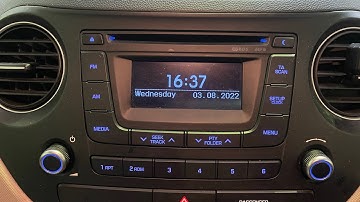 16:37
Wednesday 03.08.2022
FM
TA
SCAN
AM
SETUP
CLOCK
MEDIA
SEEK
TRACK
PTY
FOLDER
MENU
1 RPT
2 RDM
3
4
5
6
PASSENGER